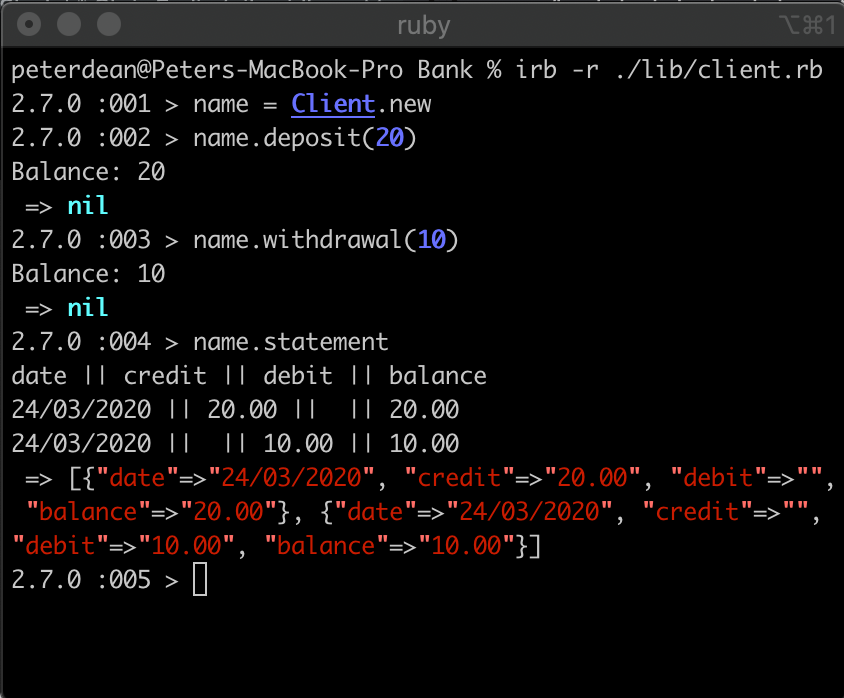 ruby
⌥⌘1
peterdean@Peters-MacBook-Pro Bank % irb -r ./lib/client.rb
2.7.0 :001 > name = Client.new
2.7.0 :002 > name.deposit(20)
Balance: 20
 => nil
2.7.0 :003 > name.withdrawal(10)
Balance: 10
 => nil
2.7.0 :004 > name.statement
date || credit || debit || balance
24/03/2020 || 20.00 ||  || 20.00
24/03/2020 ||  || 10.00 || 10.00
 => [{"date"=>"24/03/2020", "credit"=>"20.00", "debit"=>"",
 "balance"=>"20.00"}, {"date"=>"24/03/2020", "credit"=>"",
"debit"=>"10.00", "balance"=>"10.00"}]
2.7.0 :005 >